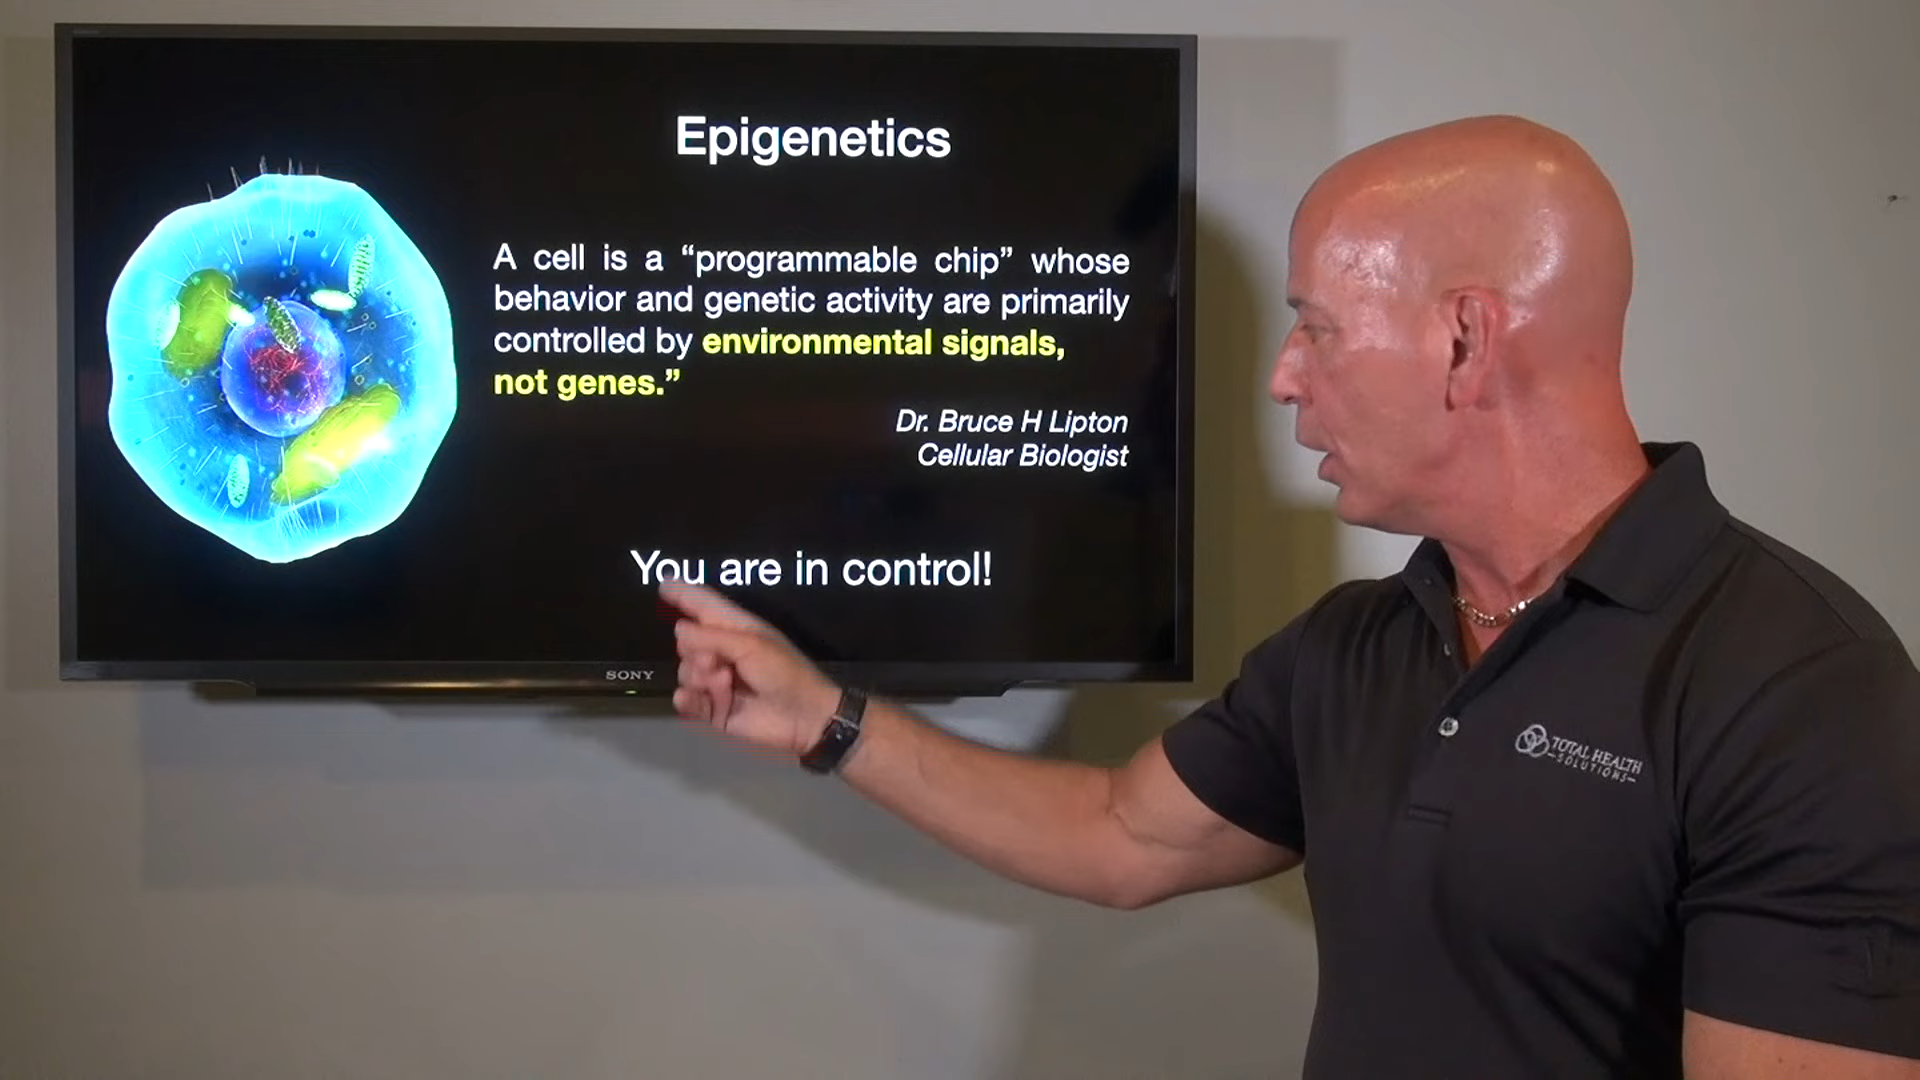 Epigenetics
A cell is a “programmable chip” whose
behavior and genetic activity are primarily
controlled by environmental signals,
not genes.”
Dr. Bruce H Lipton
Cellular Biologist
You are in control!
SONY
TOTAL HEALTH
-SOLUTIONS-